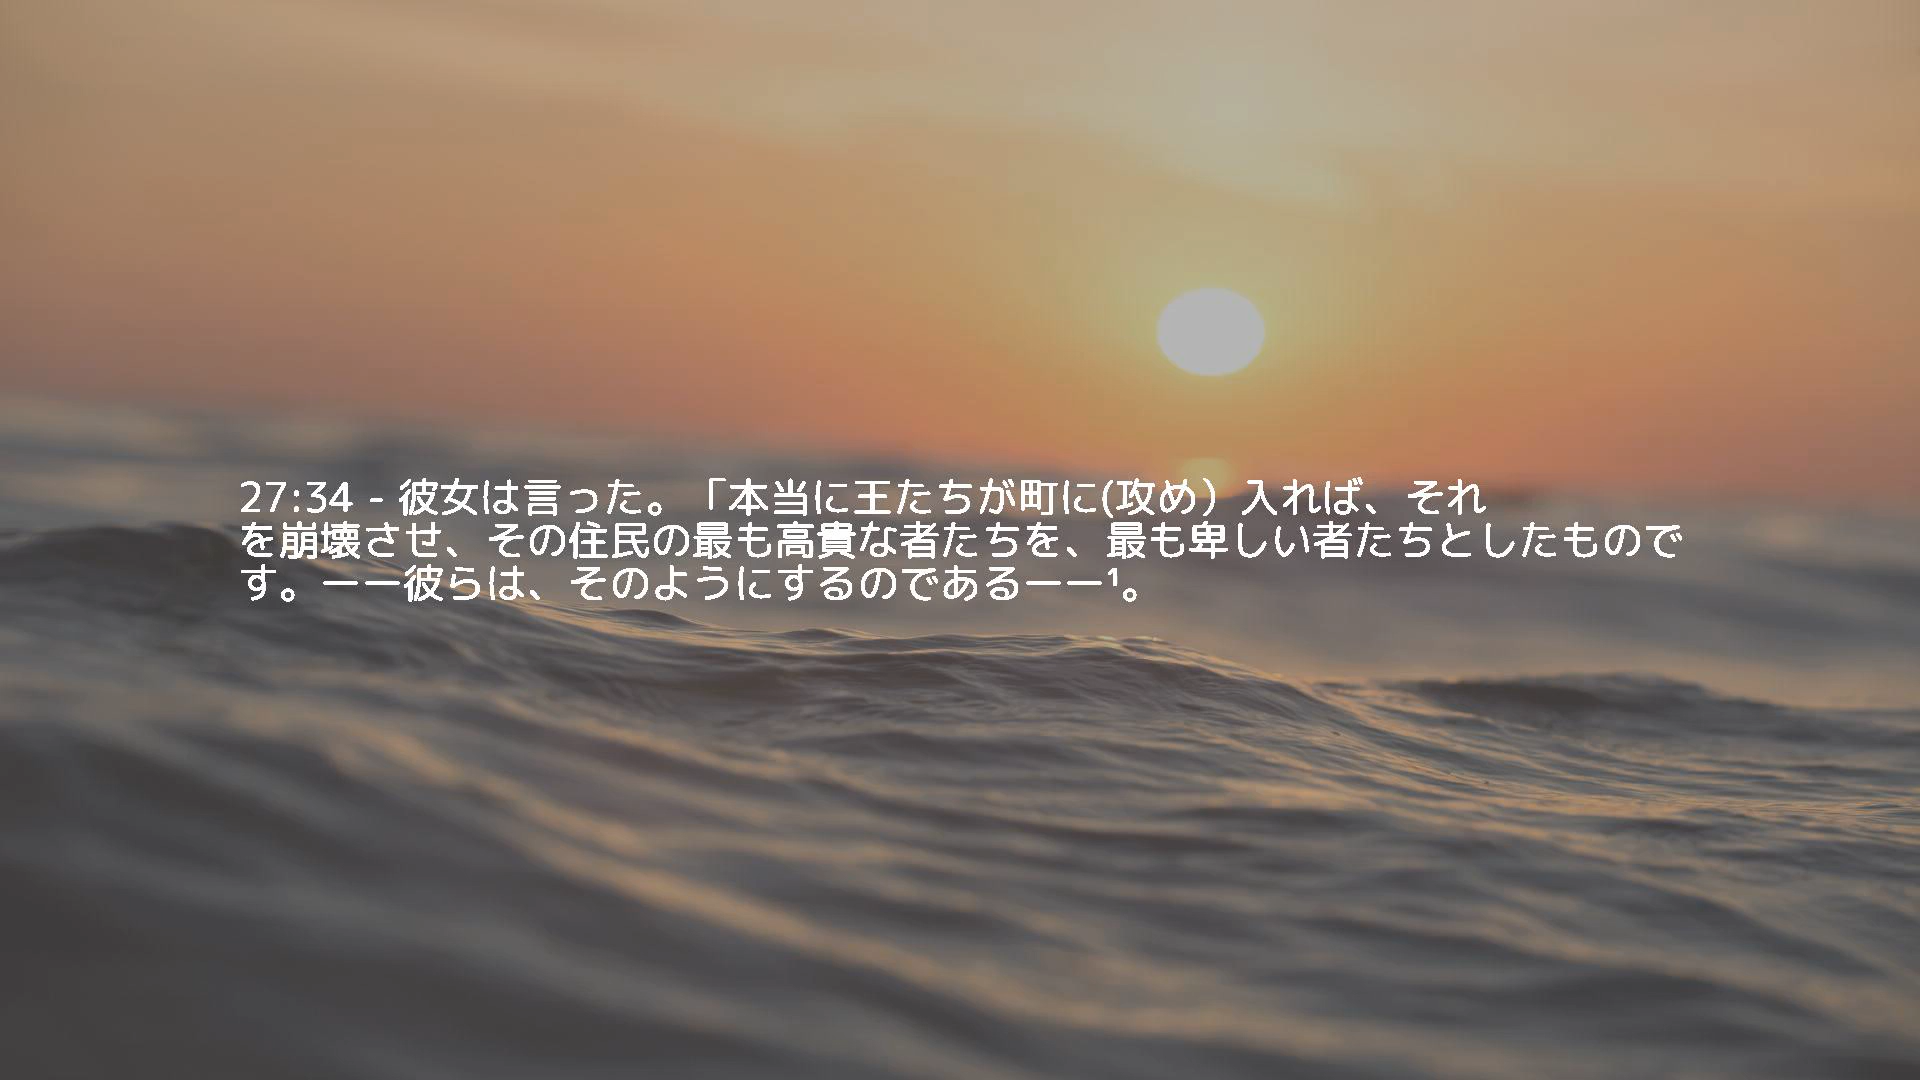 27:34 - 彼女は言った。「本当に王たちが町に(攻め）入れば、それ
を崩壊させ、その住民の最も高貴な者たちを、最も卑しい者たちとしたもので
す。ーー彼らは、そのようにするのであるーー¹。